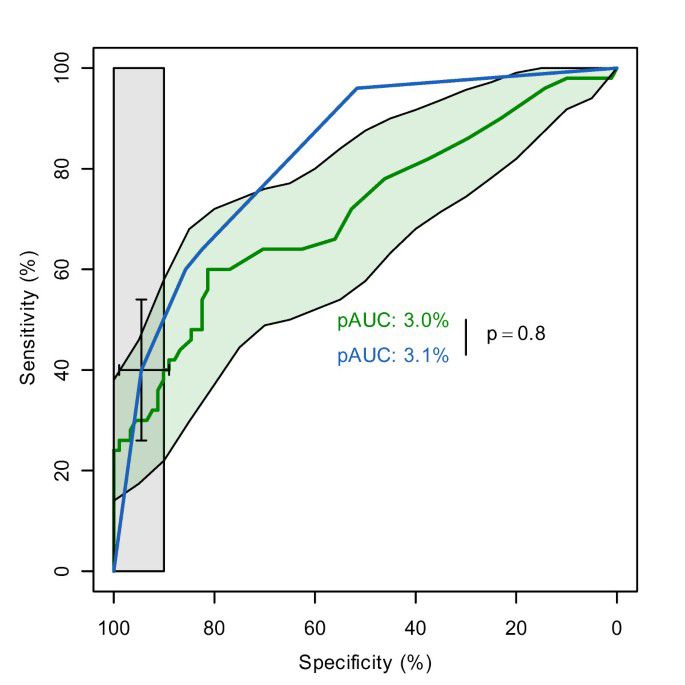 100
80
60
40
20
0
Sensitivity (%)
pAUC: 3.0%
pAUC: 3.1%
p = 0.8
100 80 60 40 20 0
Specificity (%)